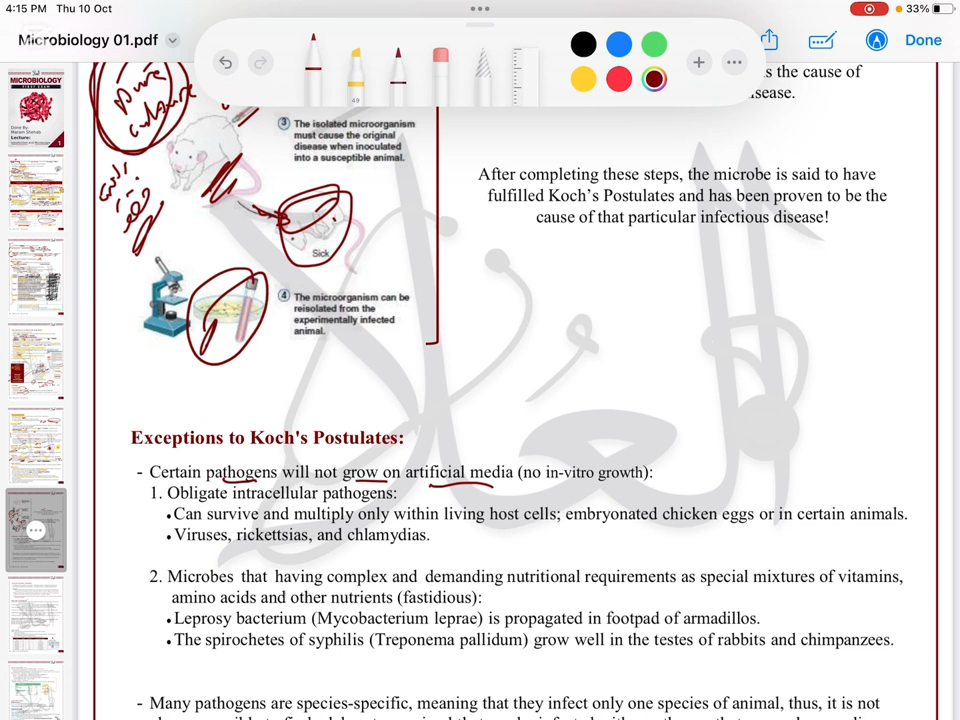 4:15 PM Thu 10 Oct
33%
Microbiology 01.pdf
Done
49
MICROBIOLOGY
FIRST EXAM
Lecture:
1
pure
culture
s the cause of
sease.
3 The isolated microorganism
must cause the original
disease when inoculated
into a susceptible animal.
After completing these steps, the microbe is said to have
fulfilled Koch’s Postulates and has been proven to be the
cause of that particular infectious disease!
Sick
4 The microorganism can be
reisolated from the
experimentally infected
animal.
Exceptions to Koch's Postulates:
- Certain pathogens will not grow on artificial media (no in-vitro growth):
1. Obligate intracellular pathogens:
• Can survive and multiply only within living host cells; embryonated chicken eggs or in certain animals.
• Viruses, rickettsias, and chlamydias.
2. Microbes that having complex and demanding nutritional requirements as special mixtures of vitamins,
amino acids and other nutrients (fastidious):
• Leprosy bacterium (Mycobacterium leprae) is propagated in footpad of armadillos.
• The spirochetes of syphilis (Treponema pallidum) grow well in the testes of rabbits and chimpanzees.
- Many pathogens are species-specific, meaning that they infect only one species of animal, thus, it is not